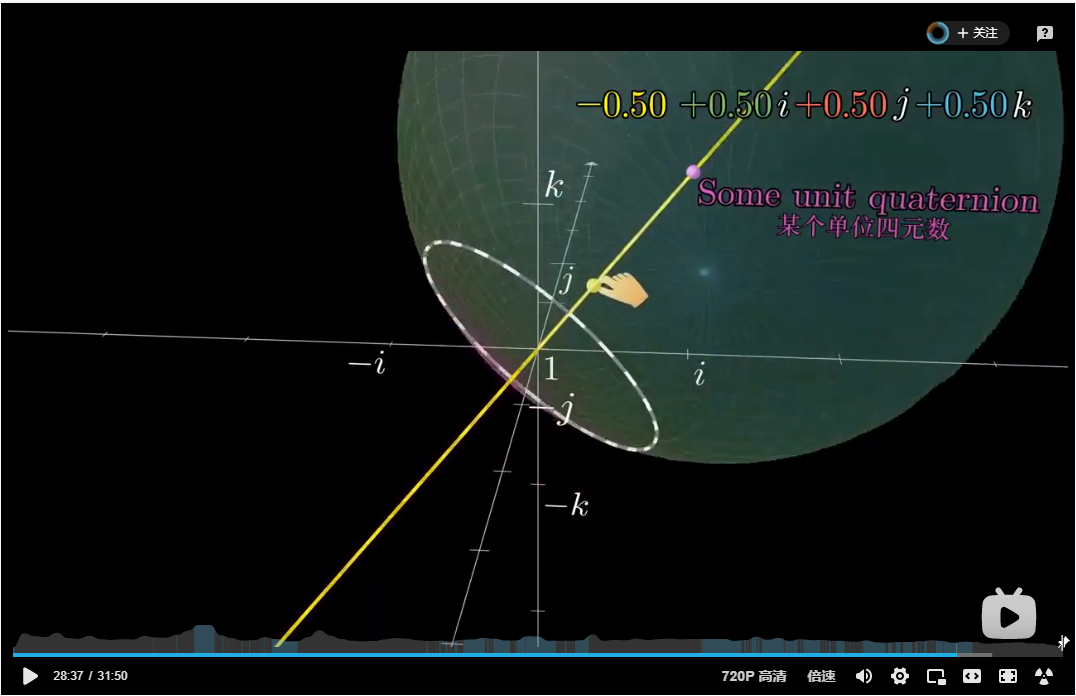 + 关注
−0.50 +0.50i+0.50j+0.50k
k
Some unit quaternion
某个单位四元数
j
−i
1
i
−j
−k
28:37 / 31:50
720P 高清
倍速